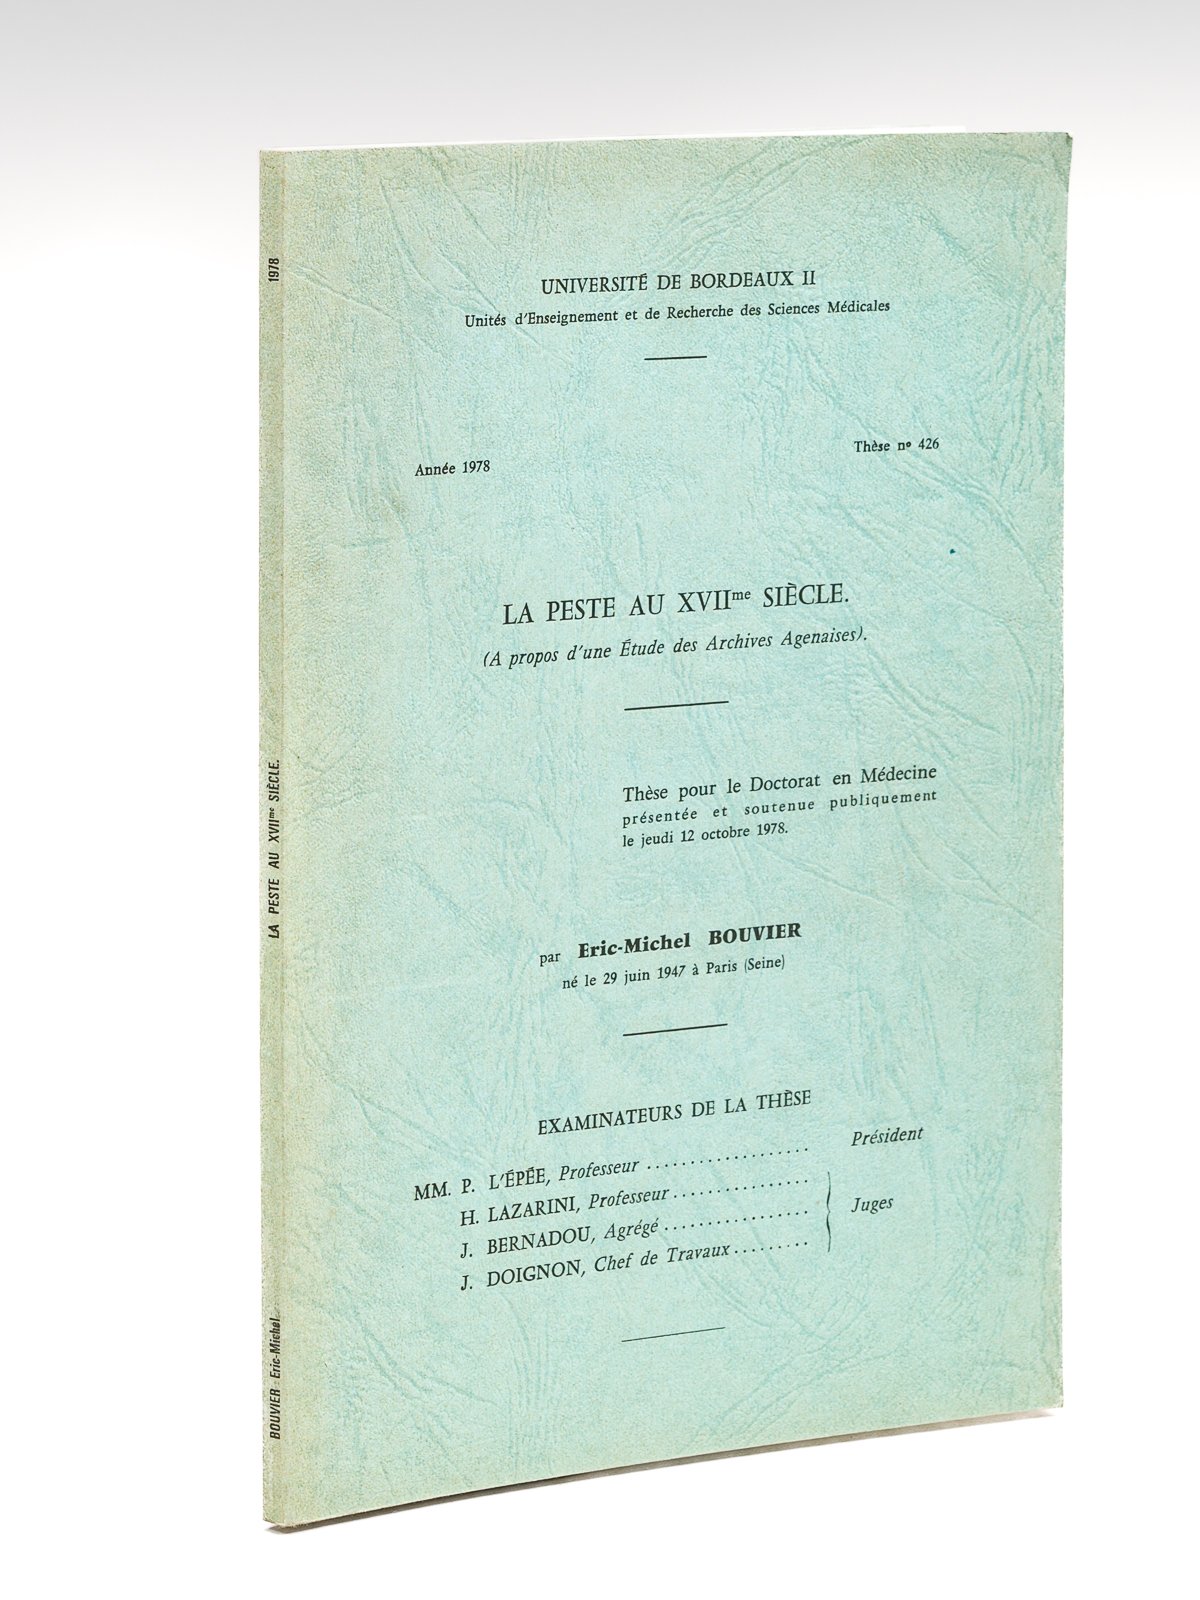 UNIVERSITÉ DE BORDEAUX II
Unités d'Enseignement et de Recherche des Sciences Médicales
Année 1978
Thèse nº 426
LA PESTE AU XVIIme SIÈCLE.
(A propos d'une Étude des Archives Agenaises).
Thèse pour le Doctorat en Médecine
présentée et soutenue publiquement
le jeudi 12 octobre 1978.
par Eric-Michel BOUVIER
né le 29 juin 1947 à Paris (Seine)
EXAMINATEURS DE LA THÈSE
MM. P. L'ÉPÉE, Professeur ................... Président
H. LAZARINI, Professeur ................
J. BERNADOU, Agrégé ................. Juges
J. DOIGNON, Chef de Travaux .........
BOUVIER Eric-Michel. LA PESTE AU XVIIme SIÈCLE. 1978